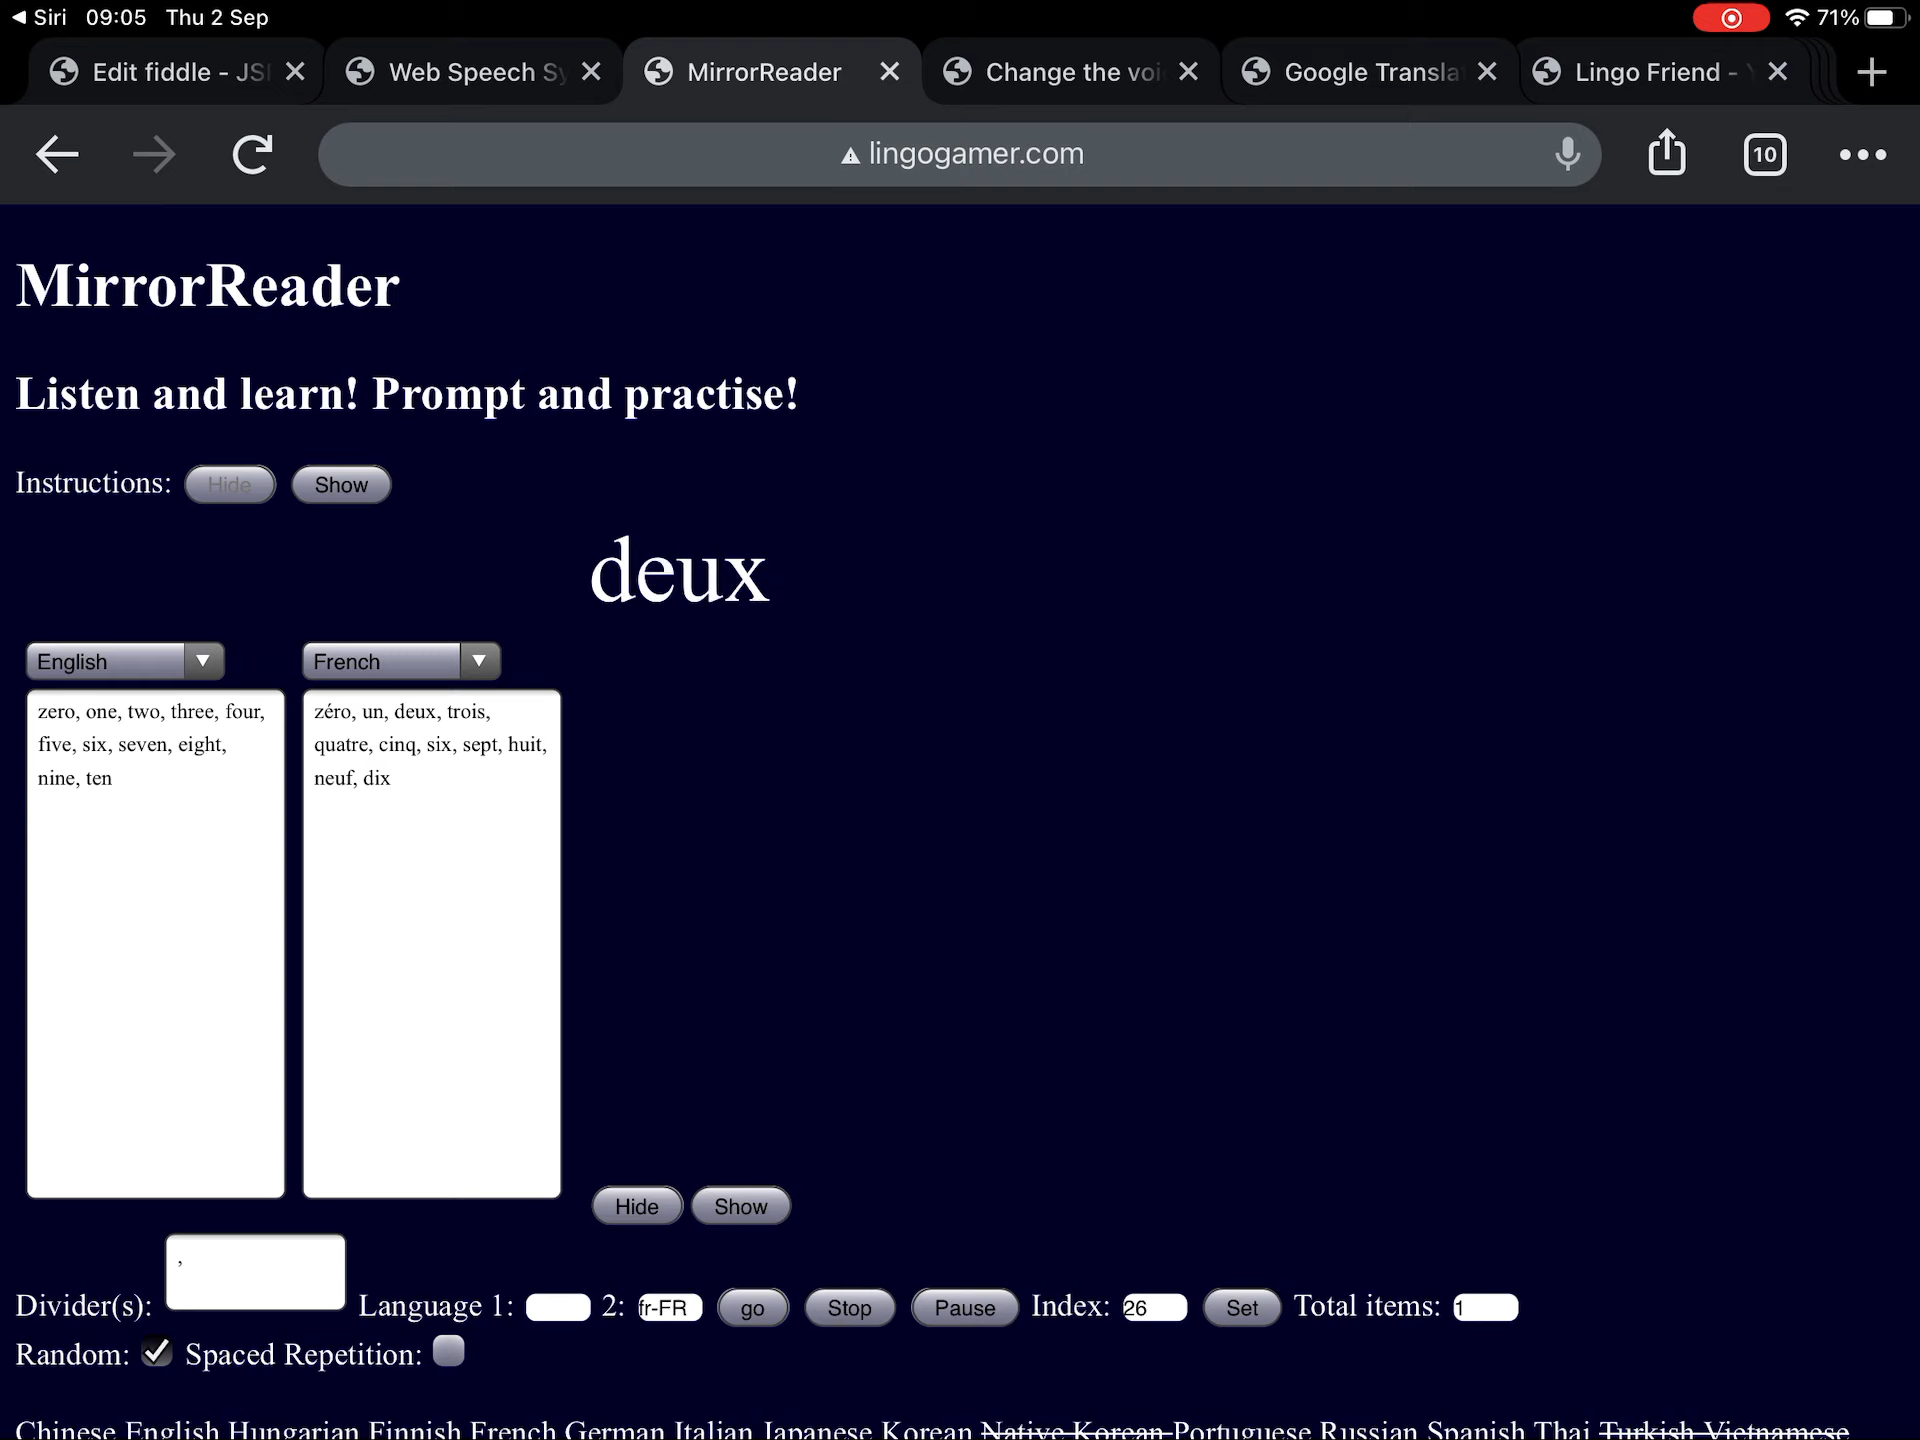 Siri 09:05 Thu 2 Sep 71%
Edit fiddle - JS Web Speech Sy MirrorReader Change the voi Google Transla Lingo Friend -
lingogamer.com 10
MirrorReader
Listen and learn! Prompt and practise!
Instructions: Hide Show
deux
English French
zero, one, two, three, four,
five, six, seven, eight,
nine, ten
zéro, un, deux, trois,
quatre, cinq, six, sept, huit,
neuf, dix
Hide Show
,
Divider(s): Language 1: 2: fr-FR go Stop Pause Index: 26 Set Total items: 1
Random: Spaced Repetition:
Chinese English Hungarian Finnish French German Italian Japanese Korean Native Korean Portuguese Russian Spanish Thai Turkish Vietnamese